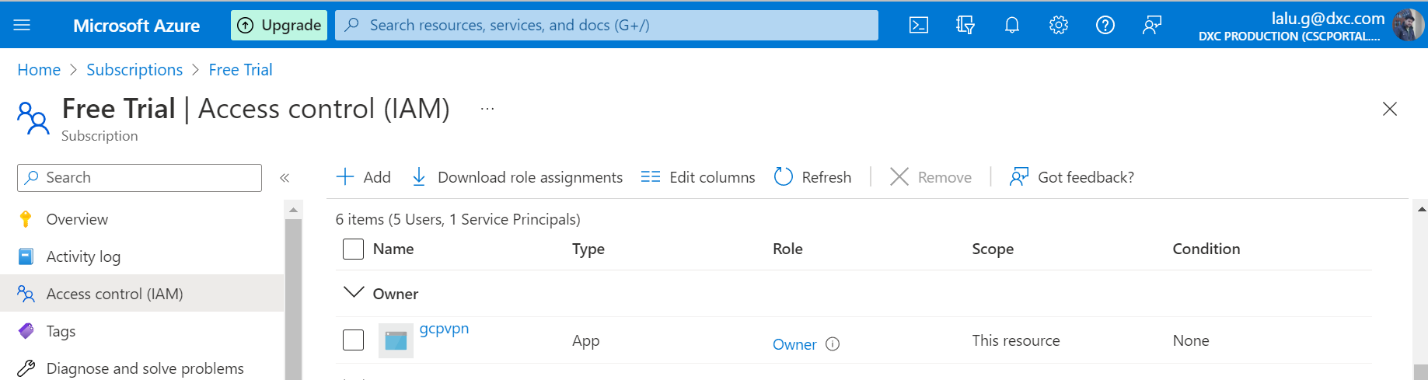 Microsoft Azure Upgrade Search resources, services, and docs (G+/) lalu.g@dxc.com
DXC PRODUCTION (CSCPORTAL....
Home > Subscriptions > Free Trial
Free Trial | Access control (IAM) ...
Subscription
Search « Add Download role assignments Edit columns Refresh Remove Got feedback?
Overview 6 items (5 Users, 1 Service Principals)
Name Type Role Scope Condition
Activity log
Access control (IAM) Owner
Tags gcpvpn App Owner This resource None
Diagnose and solve problems